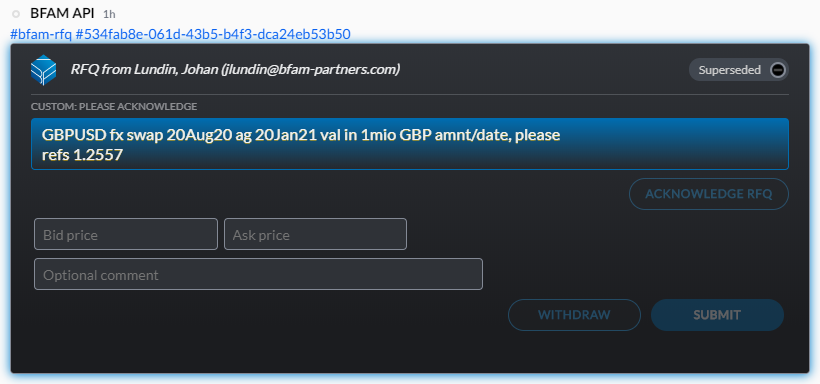 BFAM API 1h
#bfam-rfq #534fab8e-061d-43b5-b4f3-dca24eb53b50
RFQ from Lundin, Johan (jlundin@bfam-partners.com) Superseded
CUSTOM: PLEASE ACKNOWLEDGE
GBPUSD fx swap 20Aug20 ag 20Jan21 val in 1mio GBP amnt/date, please
refs 1.2557
ACKNOWLEDGE RFQ
Bid price Ask price
Optional comment
WITHDRAW SUBMIT